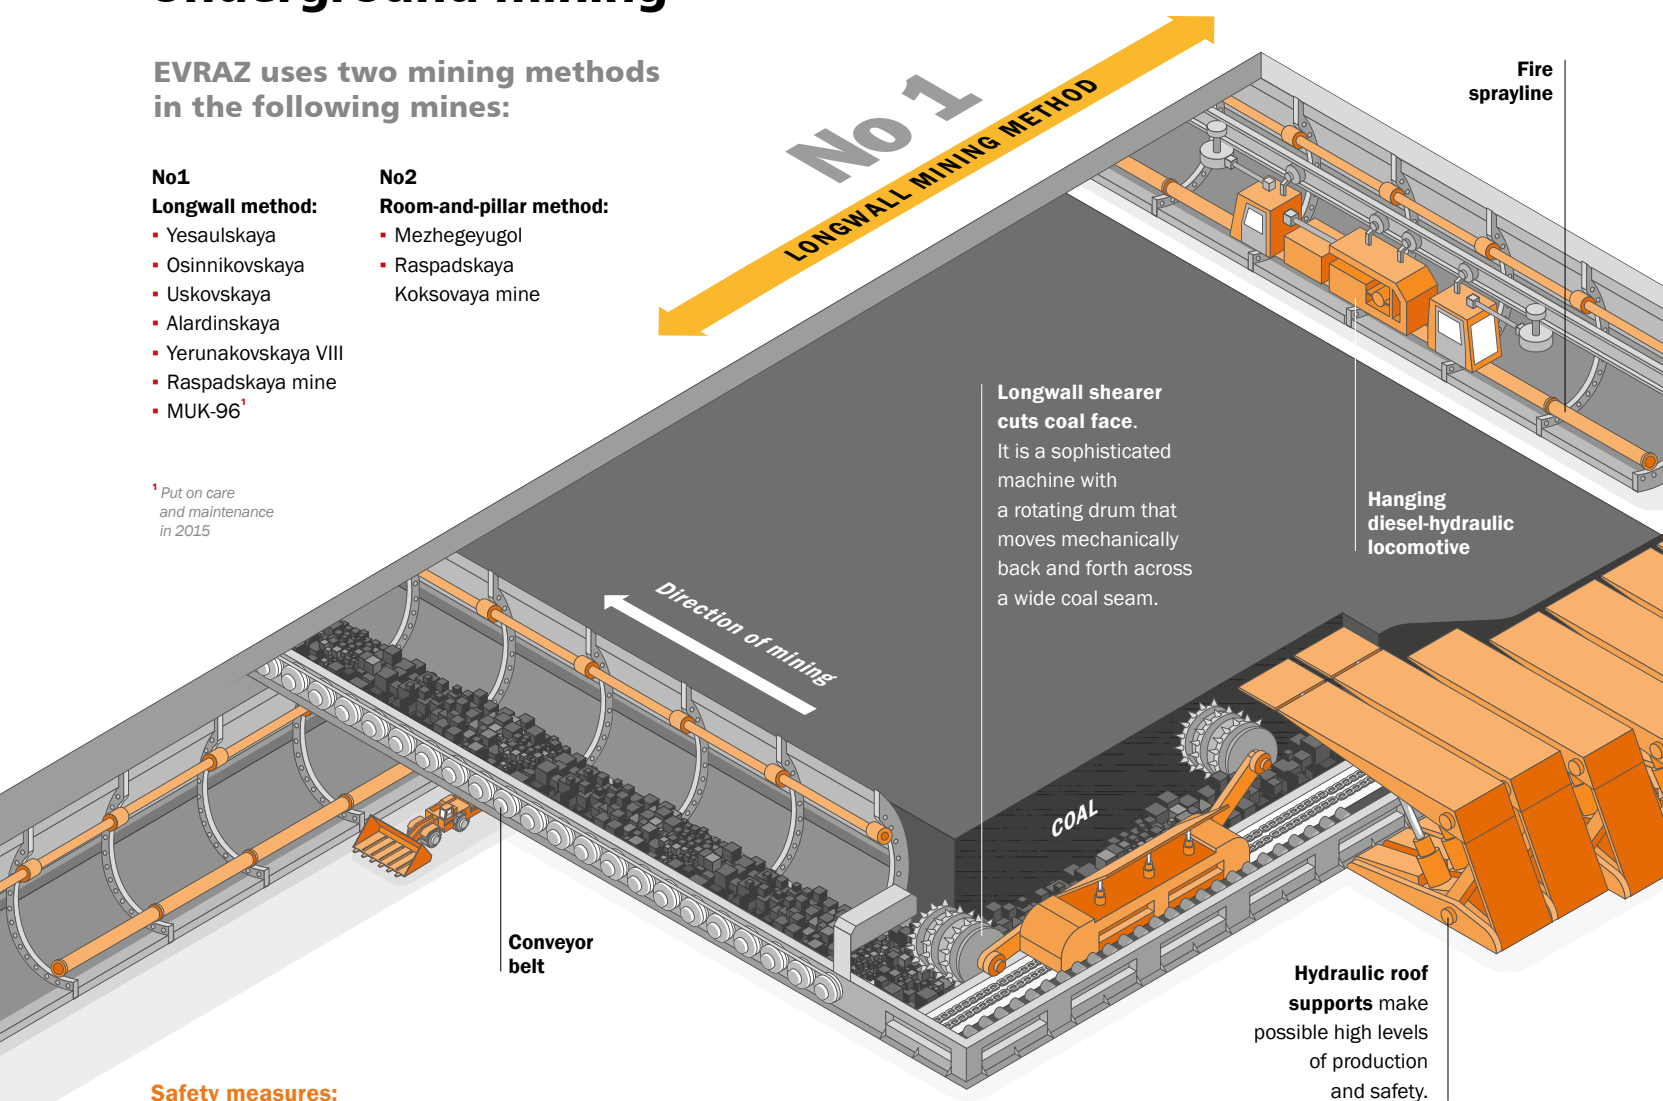 Underground mining
EVRAZ uses two mining methods
in the following mines:
No1
Longwall method:
▪ Yesaulskaya
▪ Osinnikovskaya
▪ Uskovskaya
▪ Alardinskaya
▪ Yerunakovskaya VIII
▪ Raspadskaya mine
▪ MUK-96¹
No2
Room-and-pillar method:
▪ Mezhegeyugol
▪ Raspadskaya
Koksovaya mine
¹ Put on care
and maintenance
in 2015
No 1
LONGWALL MINING METHOD
Fire
sprayline
Longwall shearer
cuts coal face.
It is a sophisticated
machine with
a rotating drum that
moves mechanically
back and forth across
a wide coal seam.
Hanging
diesel-hydraulic
locomotive
Direction of mining
COAL
Conveyor
belt
Hydraulic roof
supports make
possible high levels
of production
and safety.
Safety measures: